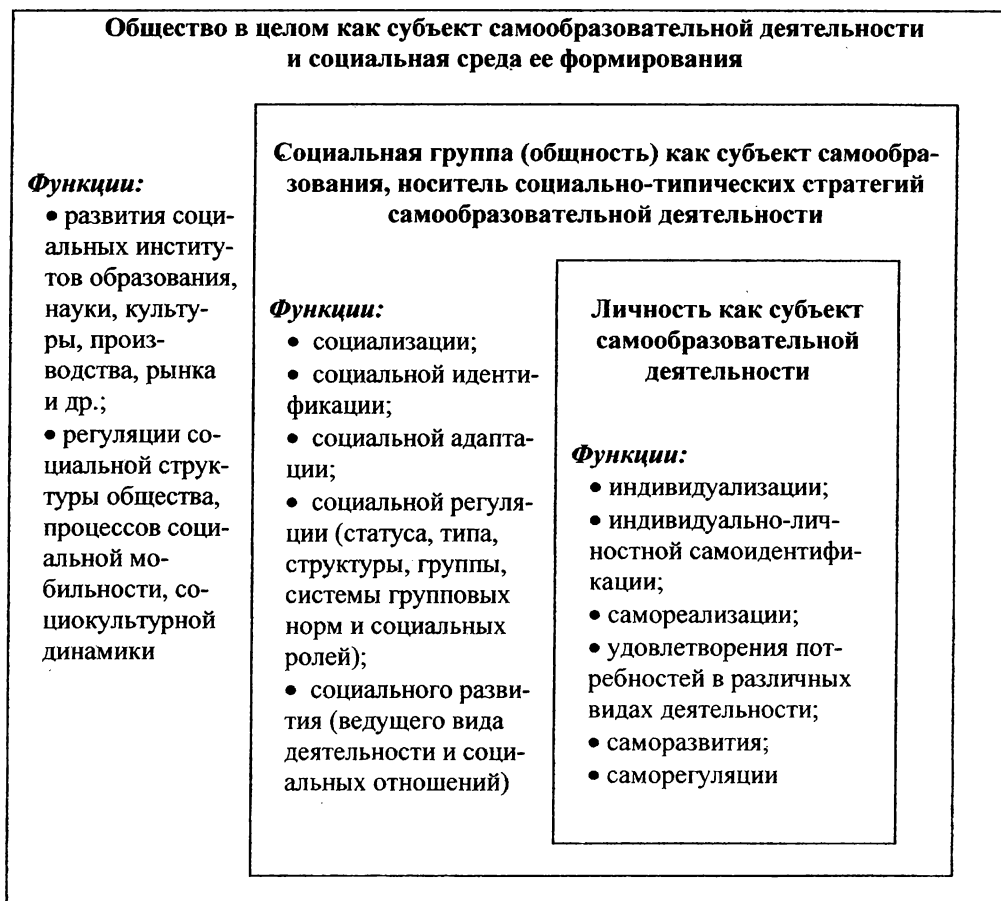 Общество в целом как субъект самообразовательной деятельности
и социальная среда ее формирования
Функции:
• развития соци-
альных институ-
тов образования,
науки, культу-
ры, произ-
водства, рынка
и др.;
• регуляции со-
циальной струк-
туры общества,
процессов соци-
альной мо-
бильности, со-
циокультурной
динамики
Социальная группа (общность) как субъект самообра-
зования, носитель социально-типических стратегий
самообразовательной деятельности
Функции:
• социализации;
• социальной иденти-
фикации;
• социальной адапта-
ции;
• социальной регуля-
ции (статуса, типа,
структуры, группы,
системы групповых
норм и социальных
ролей);
• социального разви-
тия (ведущего вида
деятельности и соци-
альных отношений)
Личность как субъект
самообразовательной
деятельности
Функции:
• индивидуализации;
• индивидуально-лич-
ностной самоидентифи-
кации;
• самореализации;
• удовлетворения пот-
ребностей в различных
видах деятельности;
• саморазвития;
• саморегуляции